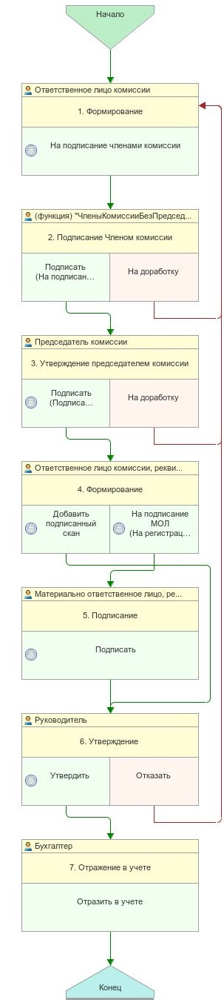 Начало
Ответственное лицо комиссии
1. Формирование
На подписание членами комиссии
(функция) "ЧленыКомиссииБезПредсед...
2. Подписание Членом комиссии
Подписать
(На подписан...
На доработку
Председатель комиссии
3. Утверждение председателем комиссии
Подписать
(Подписа...
На доработку
Ответственное лицо комиссии, рекви...
4. Формирование
Добавить
подписанный
скан
На подписание
МОЛ
(На регистрац...
Материально ответственное лицо, ре...
5. Подписание
Подписать
Руководитель
6. Утверждение
Утвердить
Отказать
Бухгалтер
7. Отражение в учете
Отразить в учете
Конец